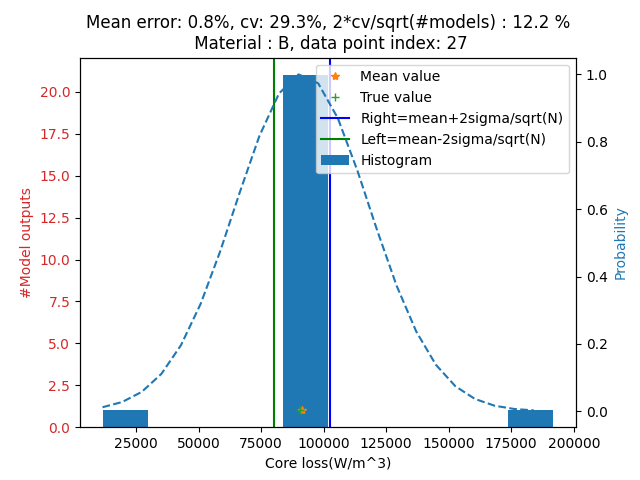 Mean error: 0.8%, cv: 29.3%, 2*cv/sqrt(#models) : 12.2 %
Material : B, data point index: 27
Mean value
True value
Right=mean+2sigma/sqrt(N)
Left=mean-2sigma/sqrt(N)
Histogram
#Model outputs
20.0
17.5
15.0
12.5
10.0
7.5
5.0
2.5
0.0
1.0
0.8
0.6
0.4
0.2
0.0
Probability
25000 50000 75000 100000 125000 150000 175000 200000
Core loss(W/m^3)